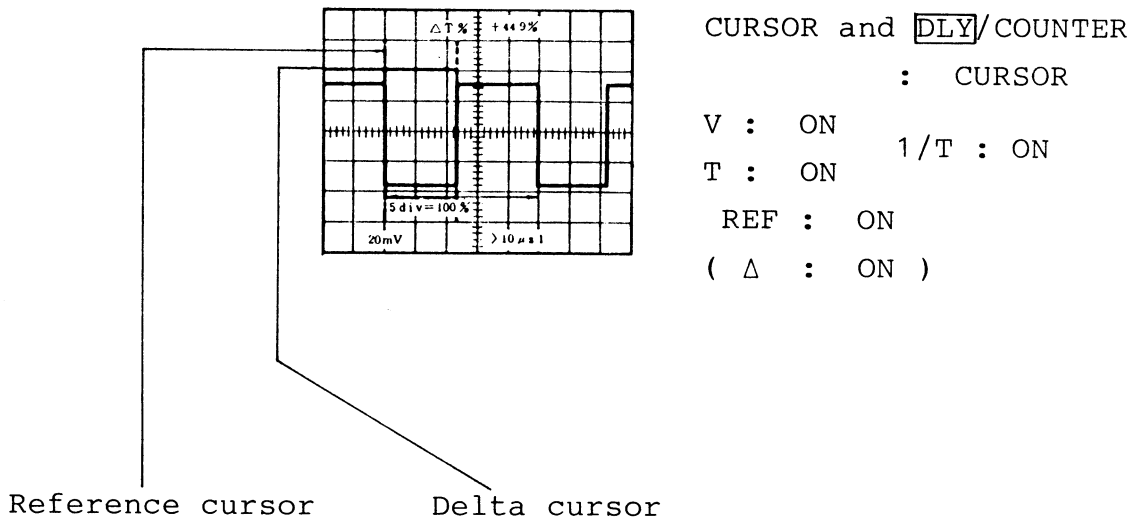 △T% +44.9%
5div=100%
20mV >10μs1
CURSOR and DLY/COUNTER
: CURSOR
V : ON
1/T : ON
T : ON
REF : ON
( Δ : ON )
Reference cursor Delta cursor